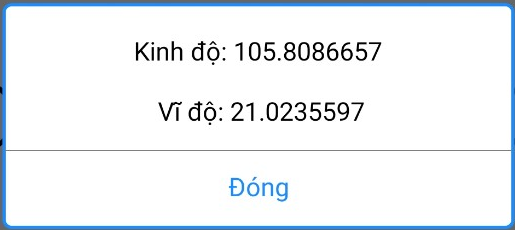 Kinh độ: 105.8086657
Vĩ độ: 21.0235597
Đóng